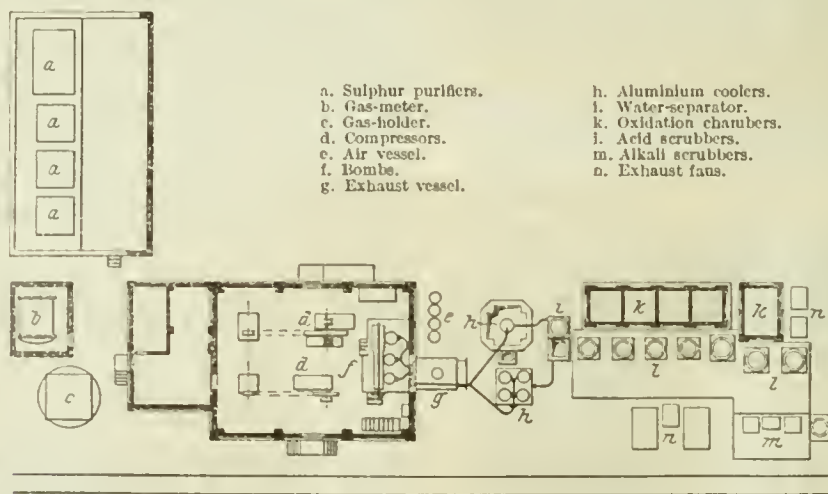 a. Sulphur purifiers.
b. Gas-meter.
c. Gas-holder.
d. Compressors.
e. Air vessel.
f. Bombs.
g. Exhaust vessel.
h. Aluminium coolers.
i. Water-separator.
k. Oxidation chambers.
l. Acid scrubbers.
m. Alkali scrubbers.
n. Exhaust fans.
a
a
a
a
b
c
d
d
f
e
g
h
h
i
k
k
l
l
n
n
m